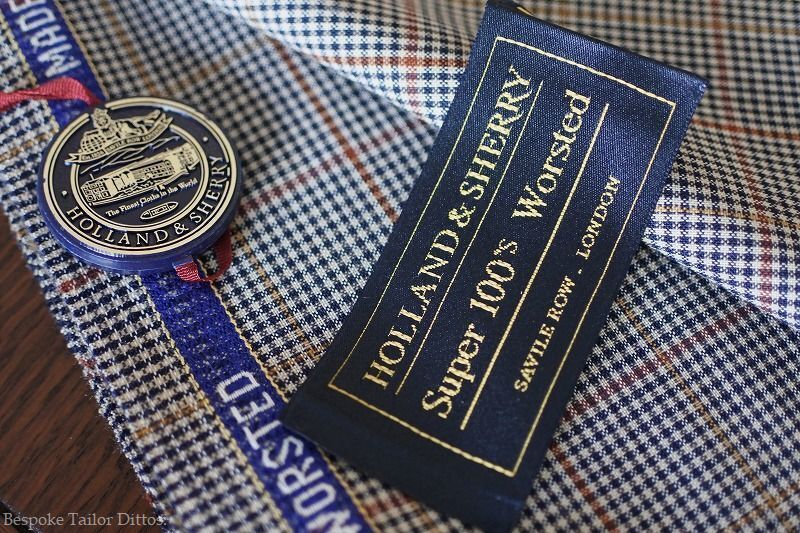 MADE
The Finest Cloths in the World
HOLLAND & SHERRY
HOLLAND & SHERRY
Super 100's Worsted
SAVILE ROW . LONDON
WORSTED
WORSTED
Bespoke Tailor Dittos.